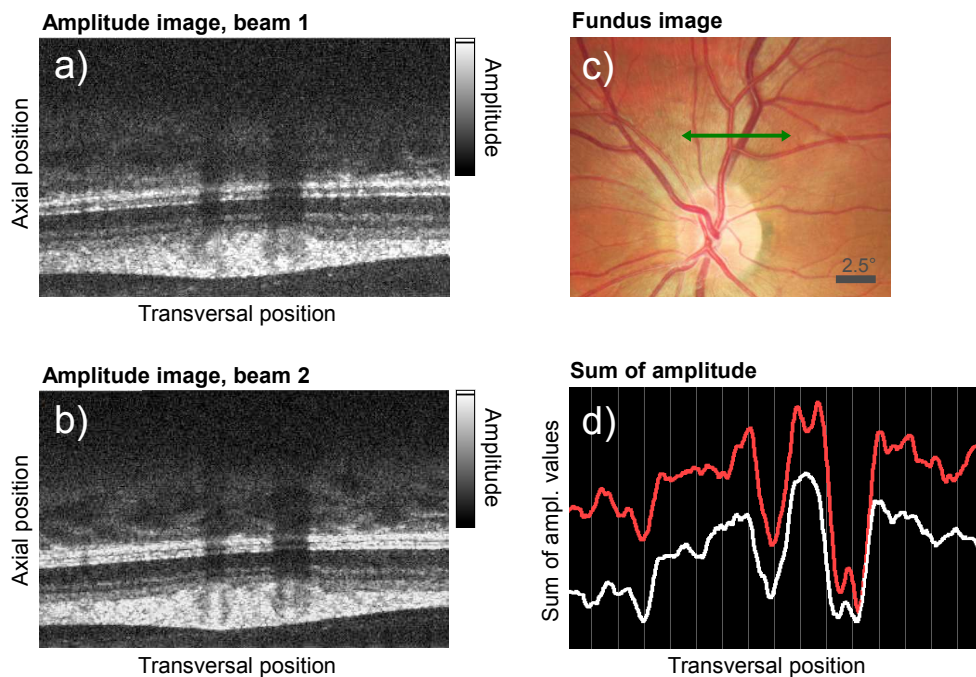 Amplitude image, beam 1
a)
Axial position
Transversal position
Amplitude
Fundus image
c)
2.5°
Amplitude image, beam 2
b)
Axial position
Transversal position
Amplitude
Sum of amplitude
d)
Sum of ampl. values
Transversal position